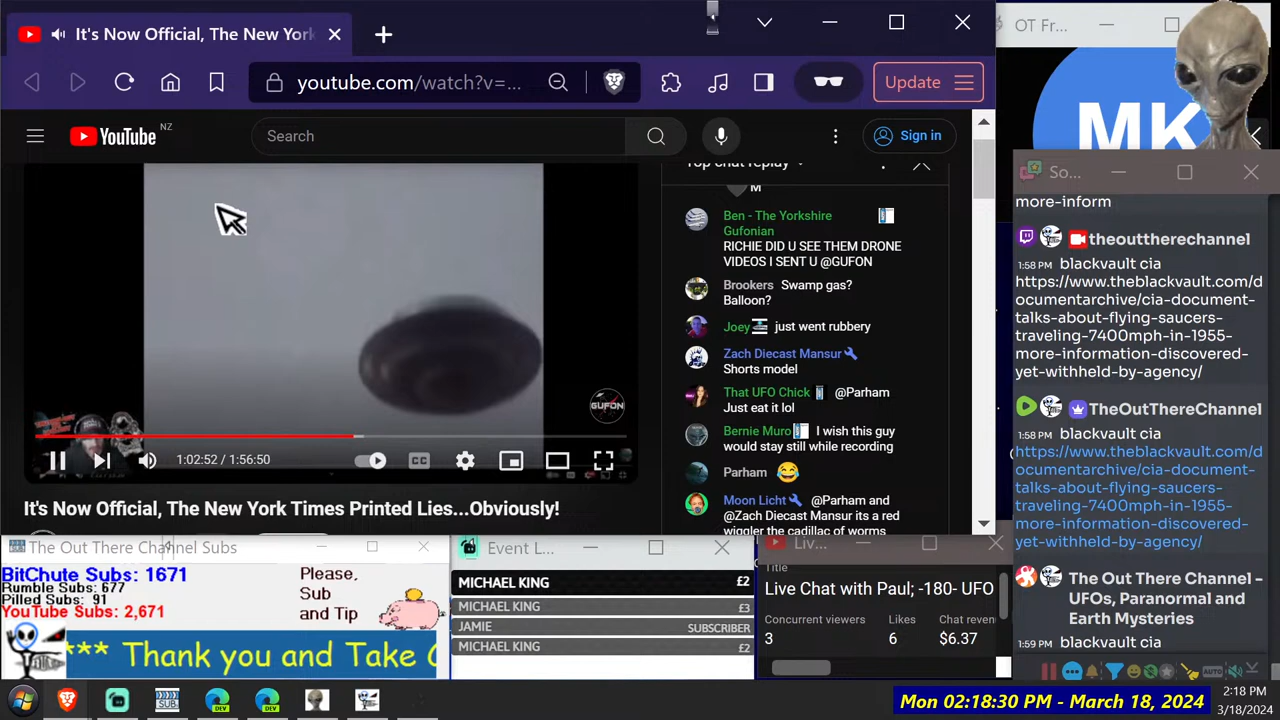 It's Now Official, The New York
youtube.com/watch?v=...
Update
YouTube NZ
Search
Sign in
Top chat replay
M
Ben - The Yorkshire
Gufonian
RICHIE DID U SEE THEM DRONE
VIDEOS I SENT U @GUFON
Brookers Swamp gas?
Balloon?
Joey just went rubbery
Zach Diecast Mansur
Shorts model
That UFO Chick @Parham
Just eat it lol
Bernie Muro I wish this guy
would stay still while recording
Parham 😂
Moon Licht @Parham and
@Zach Diecast Mansur its a red
wiggler the cadillac of worms
GUFON
1:02:52 / 1:56:50
CC
It's Now Official, The New York Times Printed Lies...Obviously!
OT Fr...
MK
So...
more-inform
theouttherechannel
1:58 PM blackvault cia
https://www.theblackvault.com/d
ocumentarchive/cia-document-
talks-about-flying-saucers-
traveling-7400mph-in-1955-
more-information-discovered-
yet-withheld-by-agency/
TheOutThereChannel
1:58 PM blackvault cia
https://www.theblackvault.com/d
ocumentarchive/cia-document-
talks-about-flying-saucers-
traveling-7400mph-in-1955-
more-information-discovered-
yet-withheld-by-agency/
The Out There Channel -
UFOs, Paranormal and
Earth Mysteries
1:59 PM blackvault cia
AUTO
The Out There Channel Subs
BitChute Subs: 1671
Rumble Subs: 677
Pilled Subs: 91
YouTube Subs: 2,671
Please,
Sub
and Tip
*** Thank you and Take C
Event L...
MICHAEL KING £2
MICHAEL KING £3
JAMIE SUBSCRIBER
MICHAEL KING £2
Liv...
Title
Live Chat with Paul; -180- UFO
Concurrent viewers Likes Chat reven
3 6 $6.37
SUB
DEV
DEV
Mon 02:18:30 PM - March 18, 2024
2:18 PM
3/18/2024